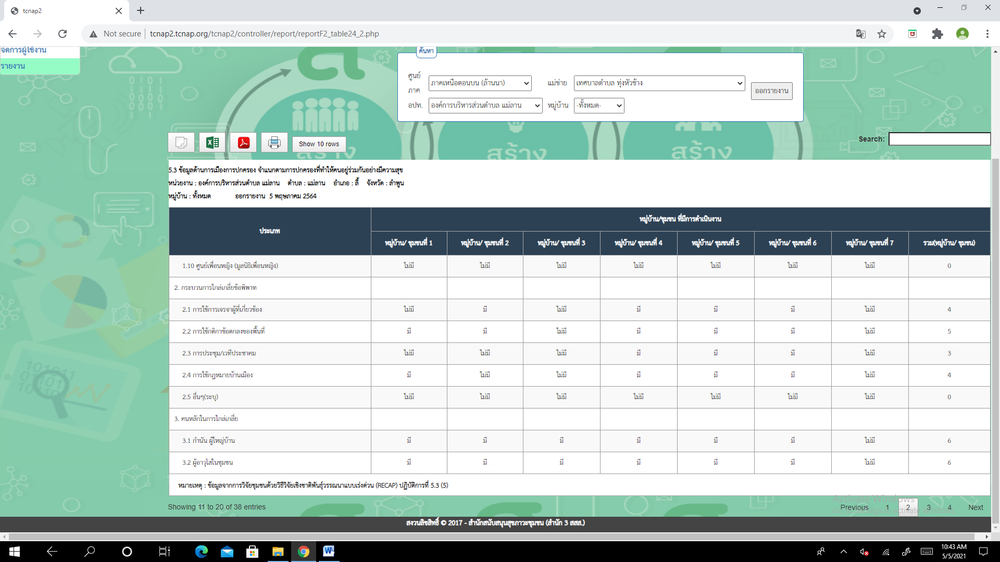 tcnap2
Not secure tcnap2.tcnap.org/tcnap2/controller/report/reportF2_table24_2.php
จัดการผู้ใช้งาน
รายงาน
ค้นหา
ศูนย์ภาค ภาคเหนือตอนบน (ล้านนา) แม่ข่าย เทศบาลตำบล ทุ่งหัวช้าง ออกรายงาน
อปท. องค์การบริหารส่วนตำบล แม่ลาน หมู่บ้าน -ทั้งหมด-
สร้าง สร้าง สร้าง
Show 10 rows Search:
5.3 ข้อมูลด้านการเมืองการปกครอง จำแนกตามการปกครองที่ทำให้คนอยู่ร่วมกันอย่างมีความสุข
หน่วยงาน : องค์การบริหารส่วนตำบล แม่ลาน ตำบล : แม่ลาน อำเภอ : ลี้ จังหวัด : ลำพูน
หมู่บ้าน : ทั้งหมด ออกรายงาน 5 พฤษภาคม 2564
ประเภท หมู่บ้าน/ชุมชน ที่มีการดำเนินงาน
หมู่บ้าน/ ชุมชนที่ 1 หมู่บ้าน/ ชุมชนที่ 2 หมู่บ้าน/ ชุมชนที่ 3 หมู่บ้าน/ ชุมชนที่ 4 หมู่บ้าน/ ชุมชนที่ 5 หมู่บ้าน/ ชุมชนที่ 6 หมู่บ้าน/ ชุมชนที่ 7 รวม(หมู่บ้าน/ ชุมชน)
1.10 ศูนย์เพื่อนหญิง (มูลนิธิเพื่อนหญิง) ไม่มี ไม่มี ไม่มี ไม่มี ไม่มี ไม่มี ไม่มี 0
2. กระบวนการไกล่เกลี่ยข้อพิพาท
2.1 การใช้การเจรจาผู้ที่เกี่ยวข้อง ไม่มี มี ไม่มี มี มี มี ไม่มี 4
2.2 การใช้กติกาข้อตกลงของพื้นที่ มี มี ไม่มี มี มี มี ไม่มี 5
2.3 การประชุม/เวทีประชาคม ไม่มี ไม่มี ไม่มี มี มี มี ไม่มี 3
2.4 การใช้กฎหมายบ้านเมือง มี ไม่มี ไม่มี มี มี มี ไม่มี 4
2.5 อื่นๆ(ระบุ) ไม่มี ไม่มี ไม่มี ไม่มี ไม่มี ไม่มี ไม่มี 0
3. คนหลักในการไกล่เกลี่ย
3.1 กำนัน ผู้ใหญ่บ้าน มี มี มี มี มี มี ไม่มี 6
3.2 ผู้อาวุโสในชุมชน มี มี มี มี มี มี ไม่มี 6
หมายเหตุ : ข้อมูลจากการวิจัยชุมชนด้วยวิธีวิจัยเชิงชาติพันธุ์วรรณนาแบบเร่งด่วน (RECAP) ปฏิบัติการที่ 5.3 (5)
Activate Windows
Showing 11 to 20 of 38 entries Previous 1 2 3 4 Next
สงวนลิขสิทธิ์ © 2017 - สำนักสนับสนุนสุขภาวะชุมชน (สำนัก 3 สสส.)
10:43 AM
5/5/2021